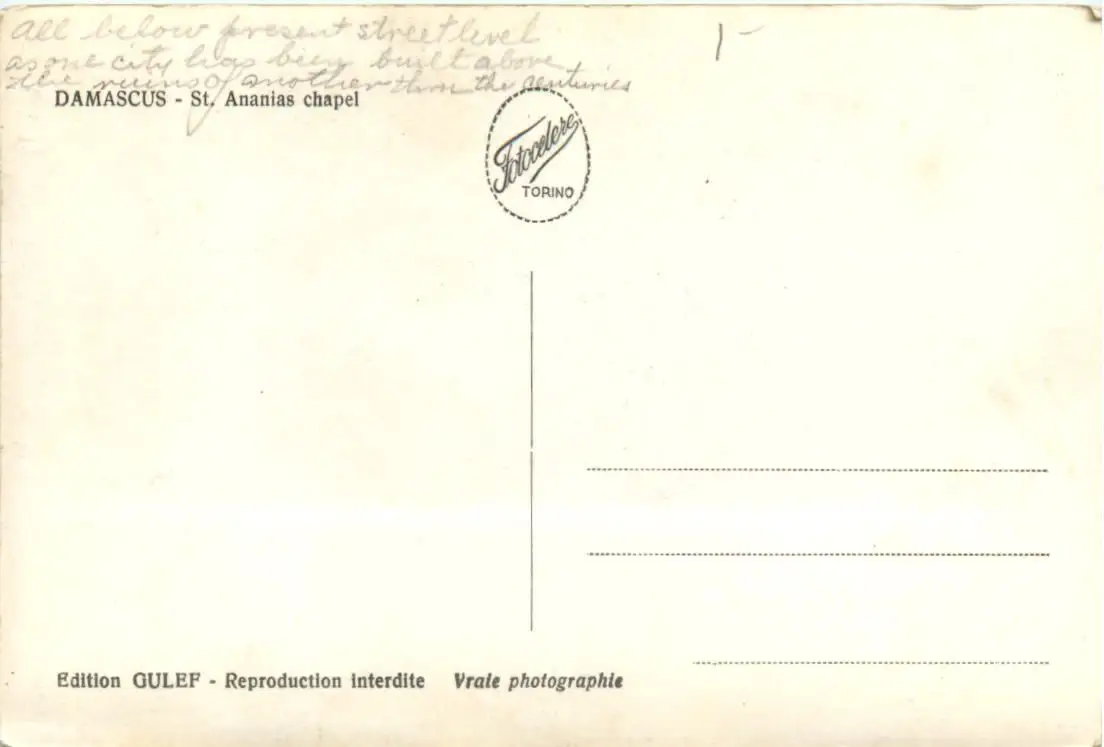 all below present street level
as one city has been built above
the ruins of another thru the centuries
1-
DAMASCUS - St. Ananias chapel
Fotocelere
TORINO
Edition GULEF - Reproduction interdite Vraie photographie